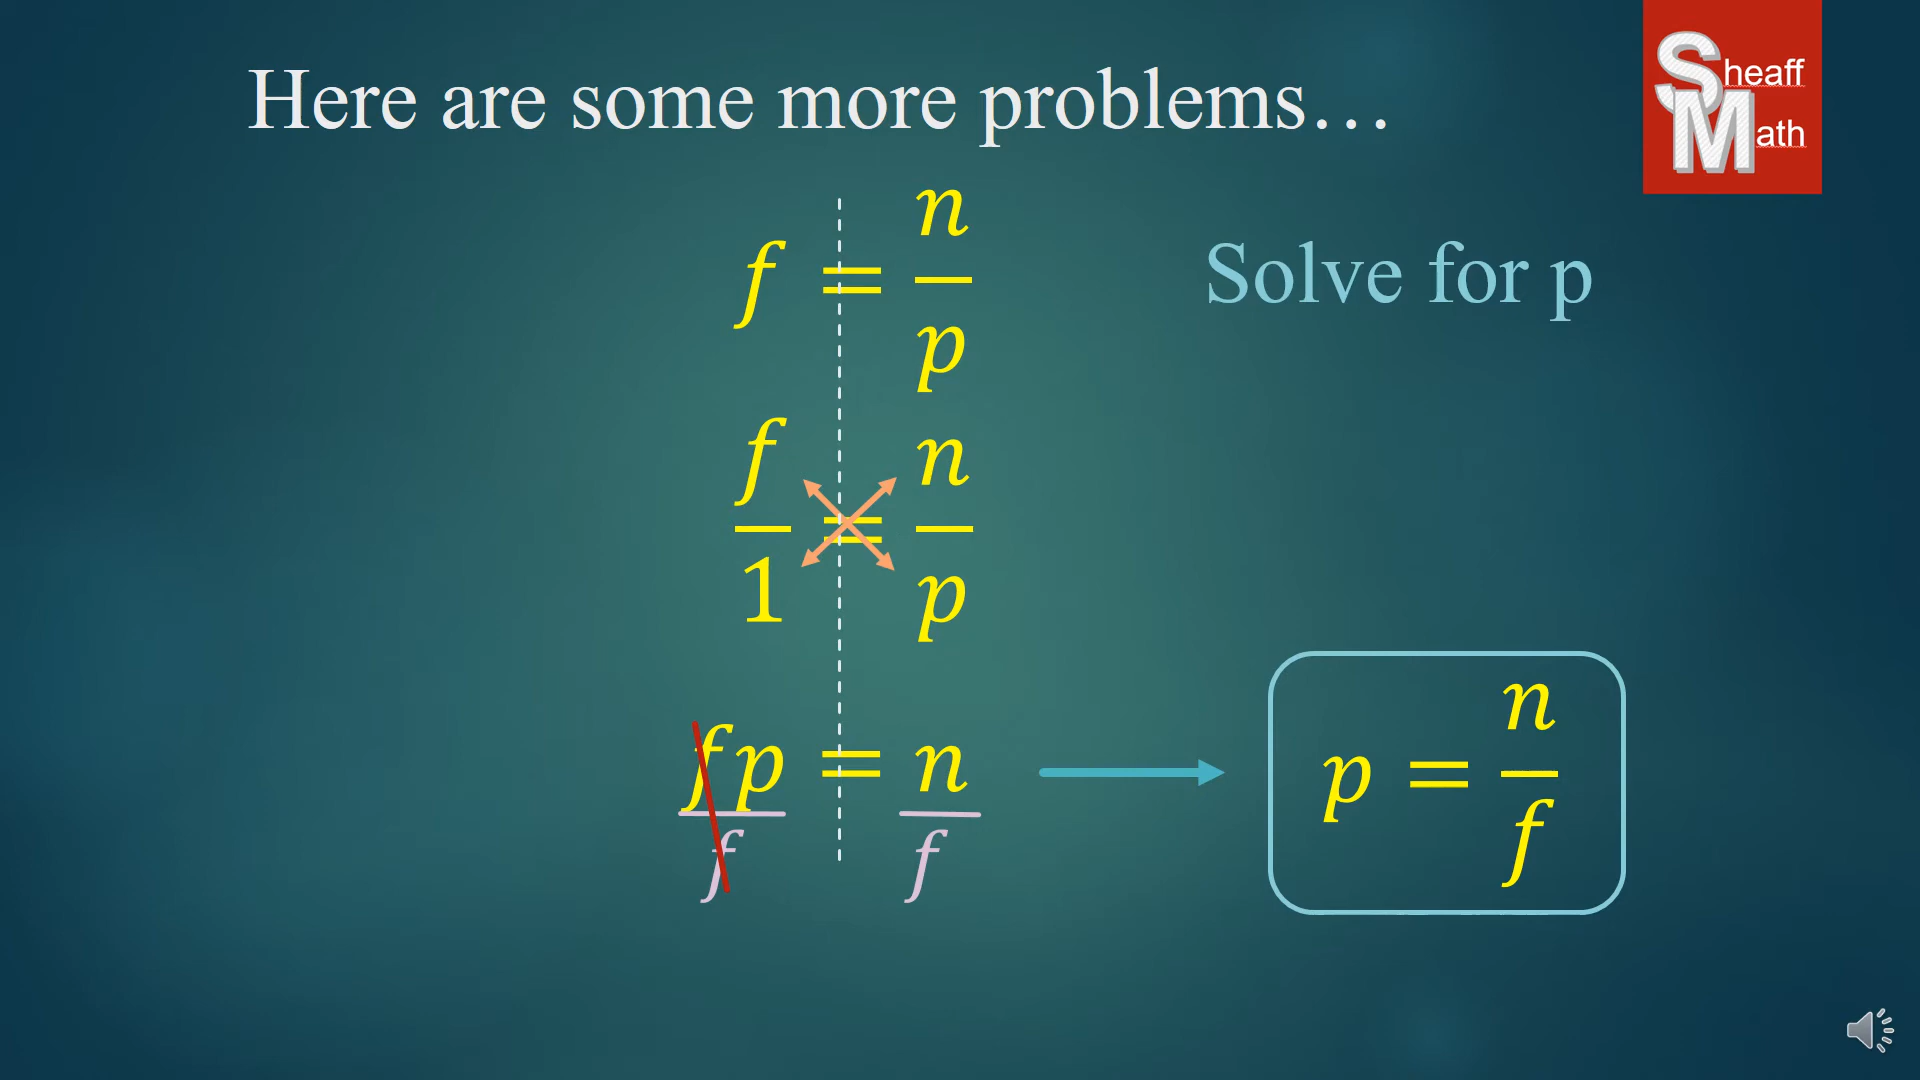 Here are some more problems…
Sheaff
Math
f = n/p
Solve for p
f/1 = n/p
fp/f = n/f
p = n/f